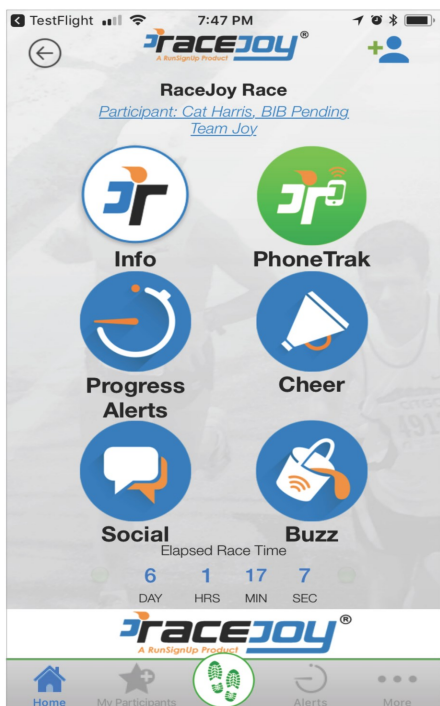 TestFlight 7:47 PM
racejoy®
A RunSignUp Product
RaceJoy Race
Participant: Cat Harris, BIB Pending
Team Joy
Info PhoneTrak
Progress Alerts Cheer
Social Buzz
Elapsed Race Time
6 1 17 7
DAY HRS MIN SEC
racejoy®
A RunSignUp Product
Home My Participants Alerts More